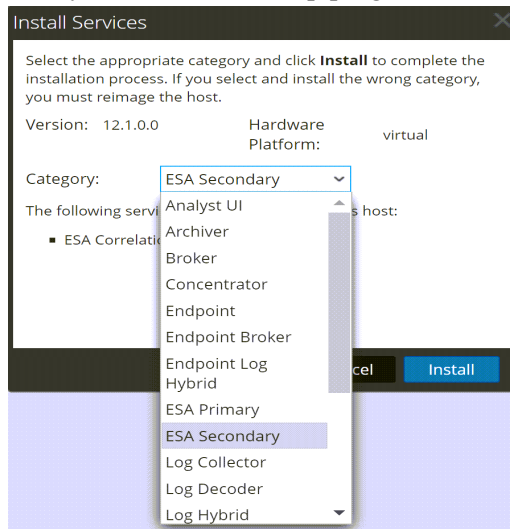 Install Services
Select the appropriate category and click Install to complete the
installation process. If you select and install the wrong category,
you must reimage the host.
Version: 12.1.0.0 Hardware Platform: virtual
Category: ESA Secondary
The following servi s host:
ESA Correlatio
Analyst UI
Archiver
Broker
Concentrator
Endpoint
Endpoint Broker
Endpoint Log
Hybrid
ESA Primary
ESA Secondary
Log Collector
Log Decoder
Log Hybrid
cel Install